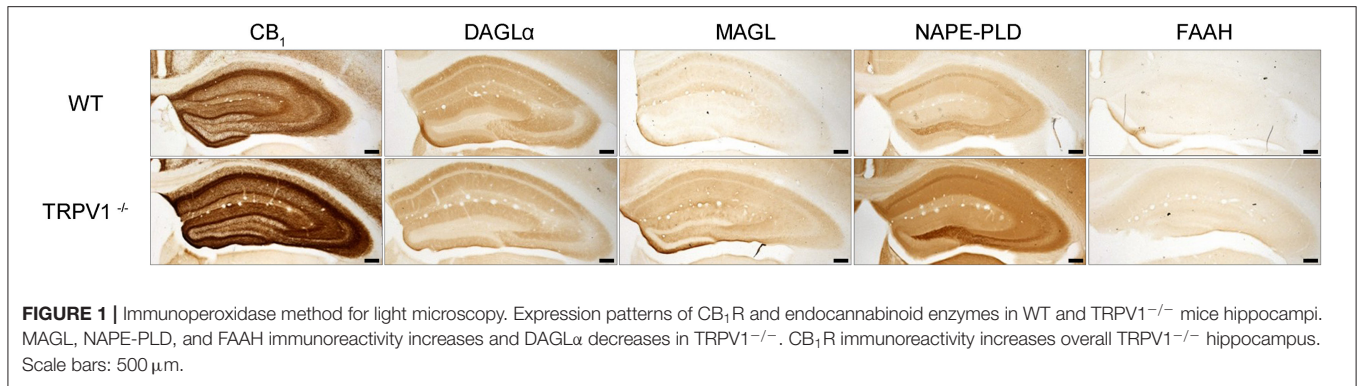 CB₁ DAGLα MAGL NAPE-PLD FAAH
WT
TRPV1 -/-
FIGURE 1 | Immunoperoxidase method for light microscopy. Expression patterns of CB₁R and endocannabinoid enzymes in WT and TRPV1−/− mice hippocampi.
MAGL, NAPE-PLD, and FAAH immunoreactivity increases and DAGLα decreases in TRPV1−/−. CB₁R immunoreactivity increases overall TRPV1−/− hippocampus.
Scale bars: 500 μm.